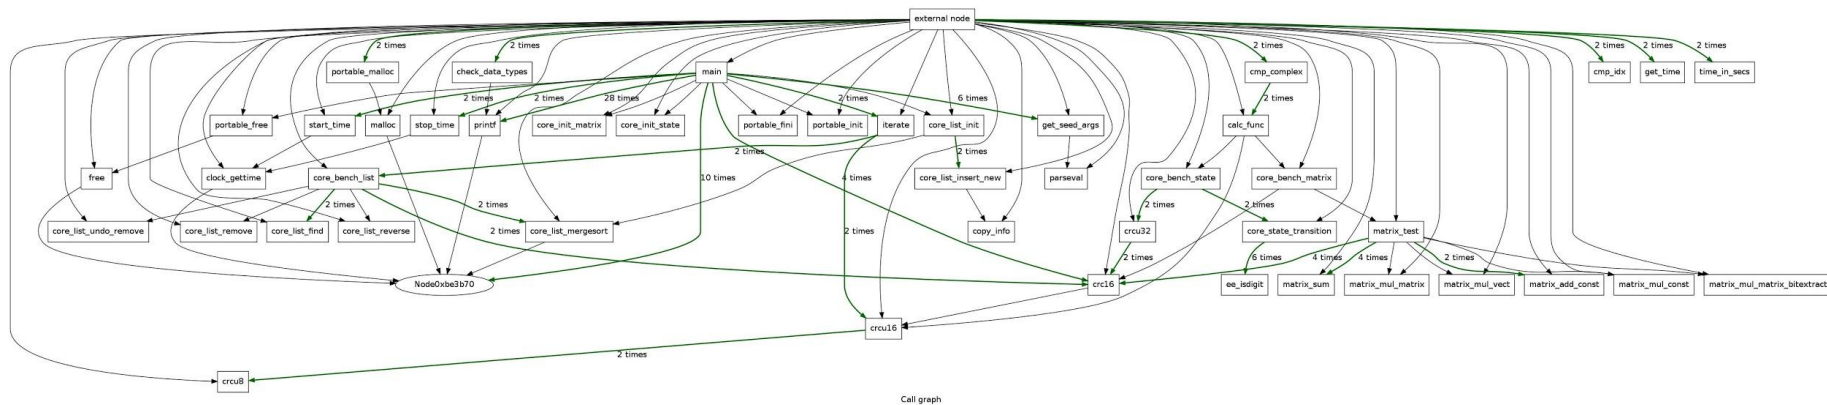 external node
2 times
2 times
2 times
2 times
2 times
2 times
portable_malloc
check_data_types
main
cmp_complex
cmp_idx
get_time
time_in_secs
2 times
2 times
28 times
2 times
6 times
2 times
portable_free
start_time
malloc
stop_time
printf
core_init_matrix
core_init_state
portable_fini
portable_init
iterate
core_list_init
get_seed_args
calc_func
2 times
2 times
free
clock_gettime
core_bench_list
10 times
4 times
core_list_insert_new
parseval
core_bench_state
core_bench_matrix
2 times
2 times
2 times
2 times
core_list_undo_remove
core_list_remove
core_list_find
core_list_reverse
2 times
core_list_mergesort
2 times
copy_info
crcu32
core_state_transition
matrix_test
2 times
6 times
4 times
4 times
2 times
Node0xbe3b70
crc16
ee_isdigit
matrix_sum
matrix_mul_matrix
matrix_mul_vect
matrix_add_const
matrix_mul_const
matrix_mul_matrix_bitextract
crcu16
2 times
crcu8
Call graph